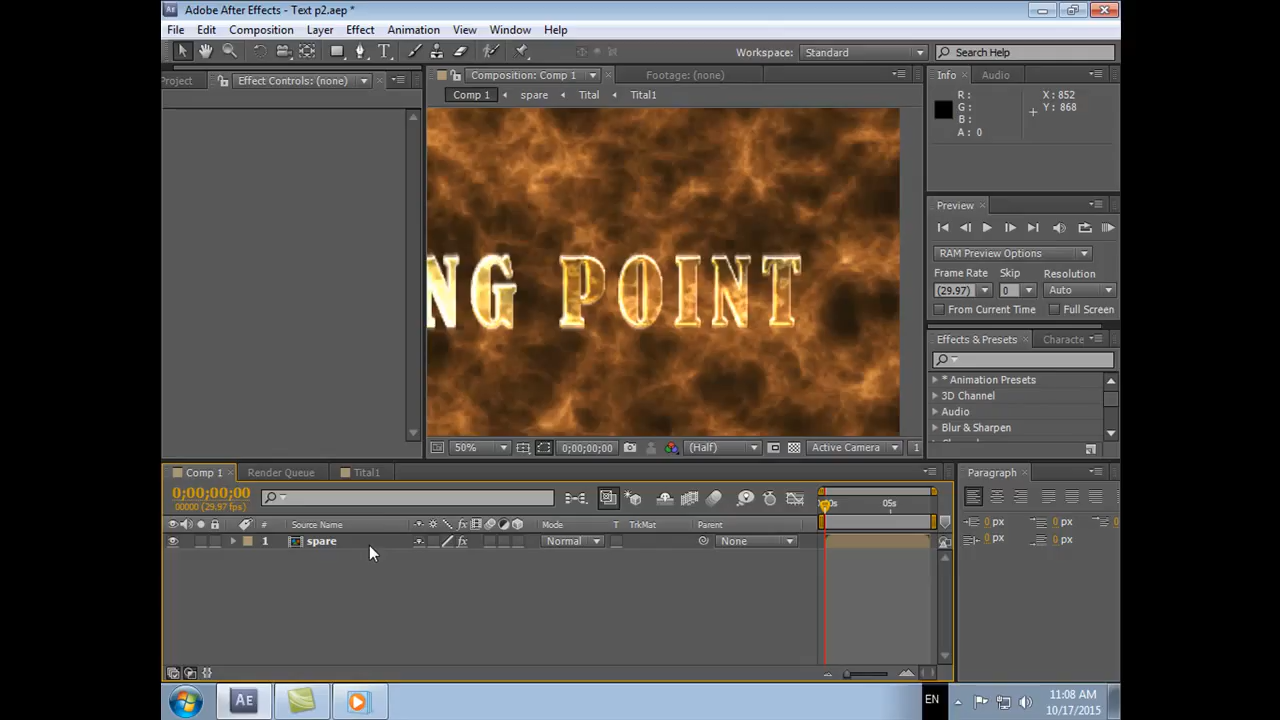 Adobe After Effects - Text p2.aep *
File Edit Composition Layer Effect Animation View Window Help
Workspace: Standard Search Help
Project Effect Controls: (none) Composition: Comp 1 Footage: (none) Info Audio
Comp 1 spare Total Tital1
R: X: 852
G: Y: 868
B:
A: 0
Preview
RAM Preview Options
Frame Rate Skip Resolution
(29.97) 0 Auto
From Current Time Full Screen
NG POINT
Effects & Presets Characte
* Animation Presets
3D Channel
Audio
Blur & Sharpen
50% 0;00;00;00 (Half) Active Camera 1
Comp 1 Render Queue Tital1 Paragraph
0;00;00;00
00000 (29.97 fps)
05s
# Source Name fx Mode T TrkMat Parent
1 spare fx Normal None
0 px 0 px 0
0 px 0 px
EN 11:08 AM
10/17/2015